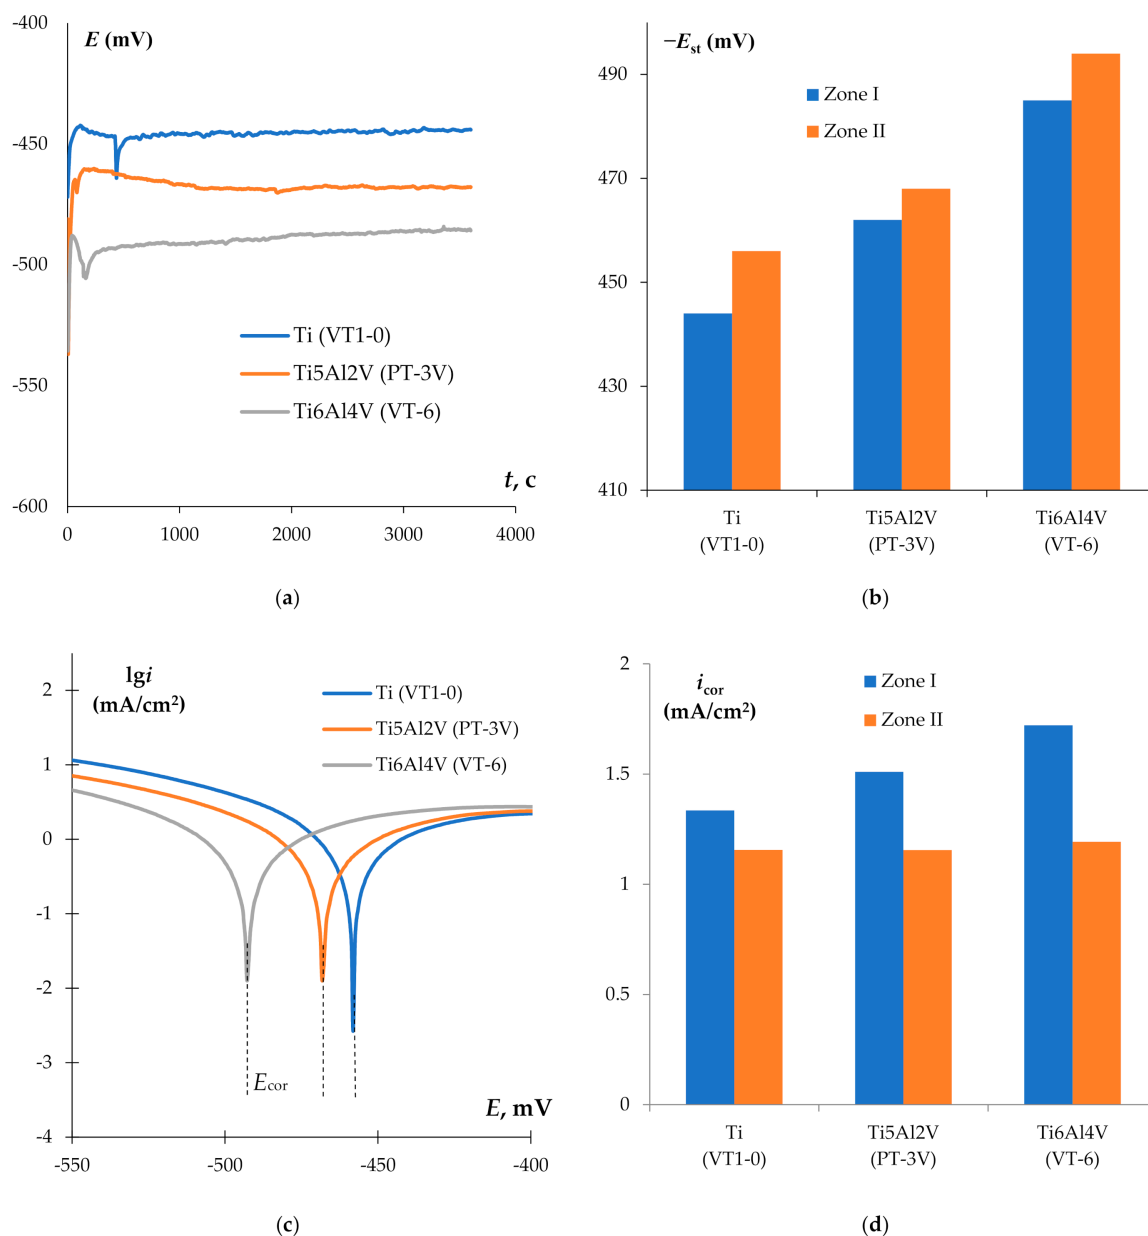 -400
-450
-500
-550
-600
E (mV)
Ti (VT1-0)
Ti5Al2V (PT-3V)
Ti6Al4V (VT-6)
t, c
0
1000
2000
3000
4000
(a)
−Est (mV)
490
470
450
430
410
Zone I
Zone II
Ti
(VT1-0)
Ti5Al2V
(PT-3V)
Ti6Al4V
(VT-6)
(b)
lgi
(mA/cm²)
2
1
0
-1
-2
-3
-4
Ti (VT1-0)
Ti5Al2V (PT-3V)
Ti6Al4V (VT-6)
Ecor
E, mV
-550
-500
-450
-400
(c)
2
1.5
1
0.5
0
icor
(mA/cm²)
Zone I
Zone II
Ti
(VT1-0)
Ti5Al2V
(PT-3V)
Ti6Al4V
(VT-6)
(d)